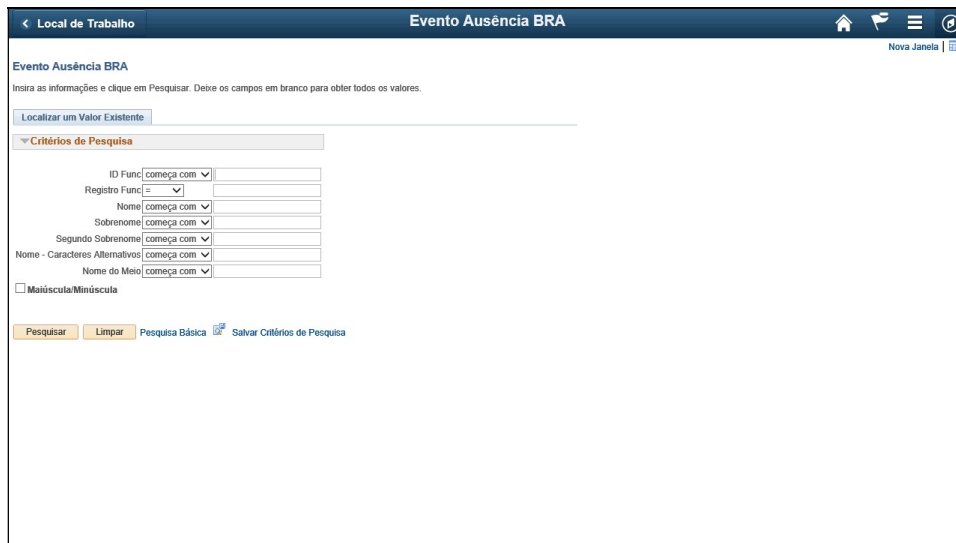 Local de Trabalho
Evento Ausência BRA
Nova Janela |
Evento Ausência BRA
Insira as informações e clique em Pesquisar. Deixe os campos em branco para obter todos os valores.
Localizar um Valor Existente
Critérios de Pesquisa
ID Func começa com
Registro Func =
Nome começa com
Sobrenome começa com
Segundo Sobrenome começa com
Nome - Caracteres Alternativos começa com
Nome do Meio começa com
Maiúscula/Minúscula
Pesquisar Limpar Pesquisa Básica Salvar Critérios de Pesquisa